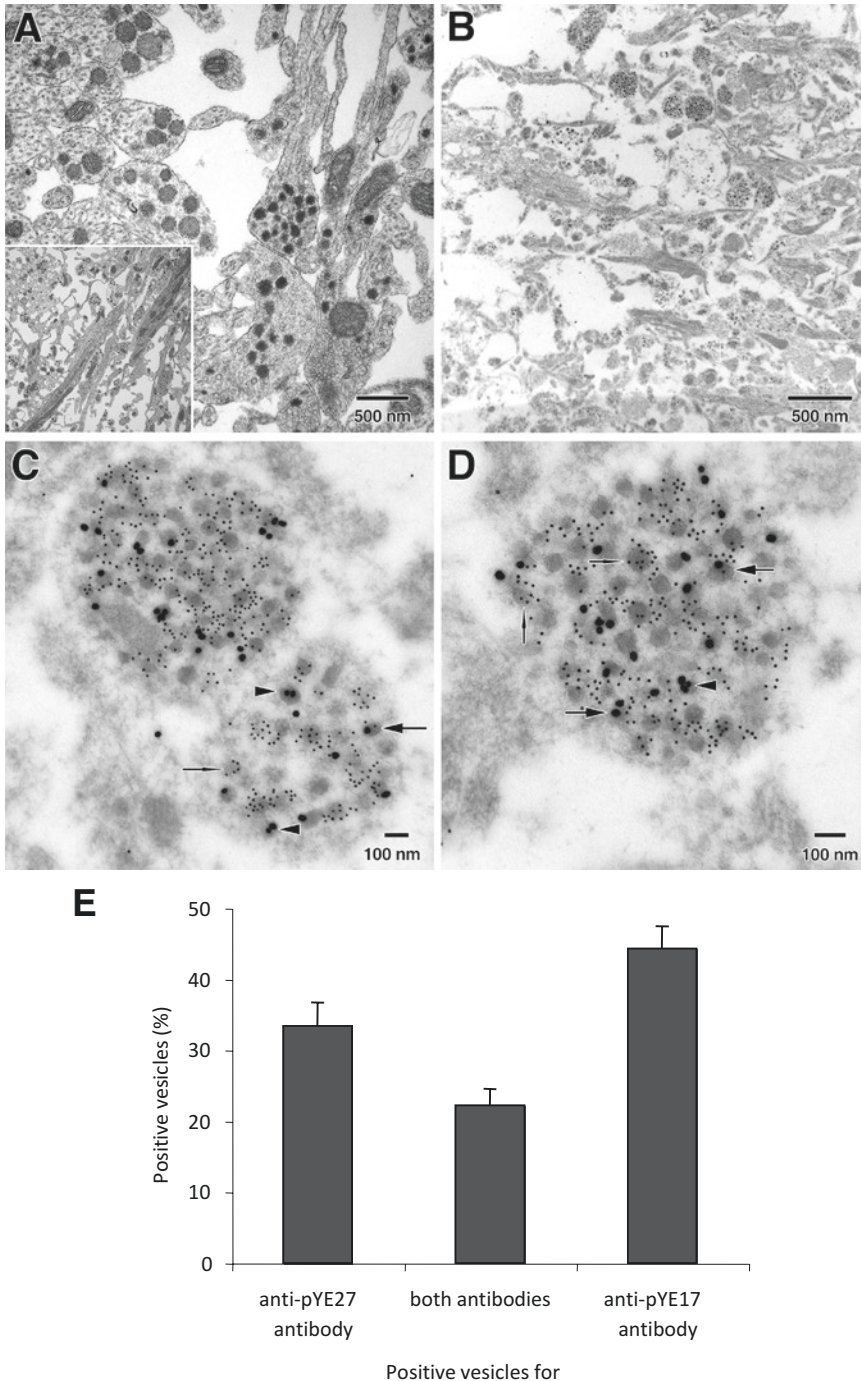 A
500 nm
B
500 nm
C
100 nm
D
100 nm
E
50
40
30
20
10
0
Positive vesicles (%)
anti-pYE27
antibody
both antibodies
anti-pYE17
antibody
Positive vesicles for